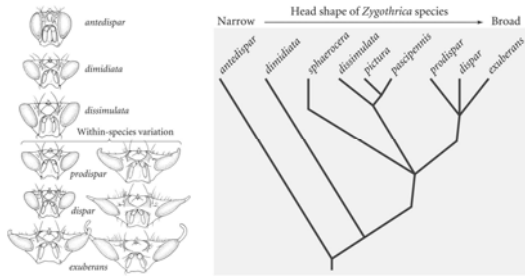 antedispar
dimidiata
dissimulata
Within-species variation
prodispar
dispar
exuberans
Head shape of Zygothrica species
Narrow
Broad
antedispar
dimidiata
sphaerocera
dissimulata
pictura
poscipennis
prodispar
dispar
exuberans